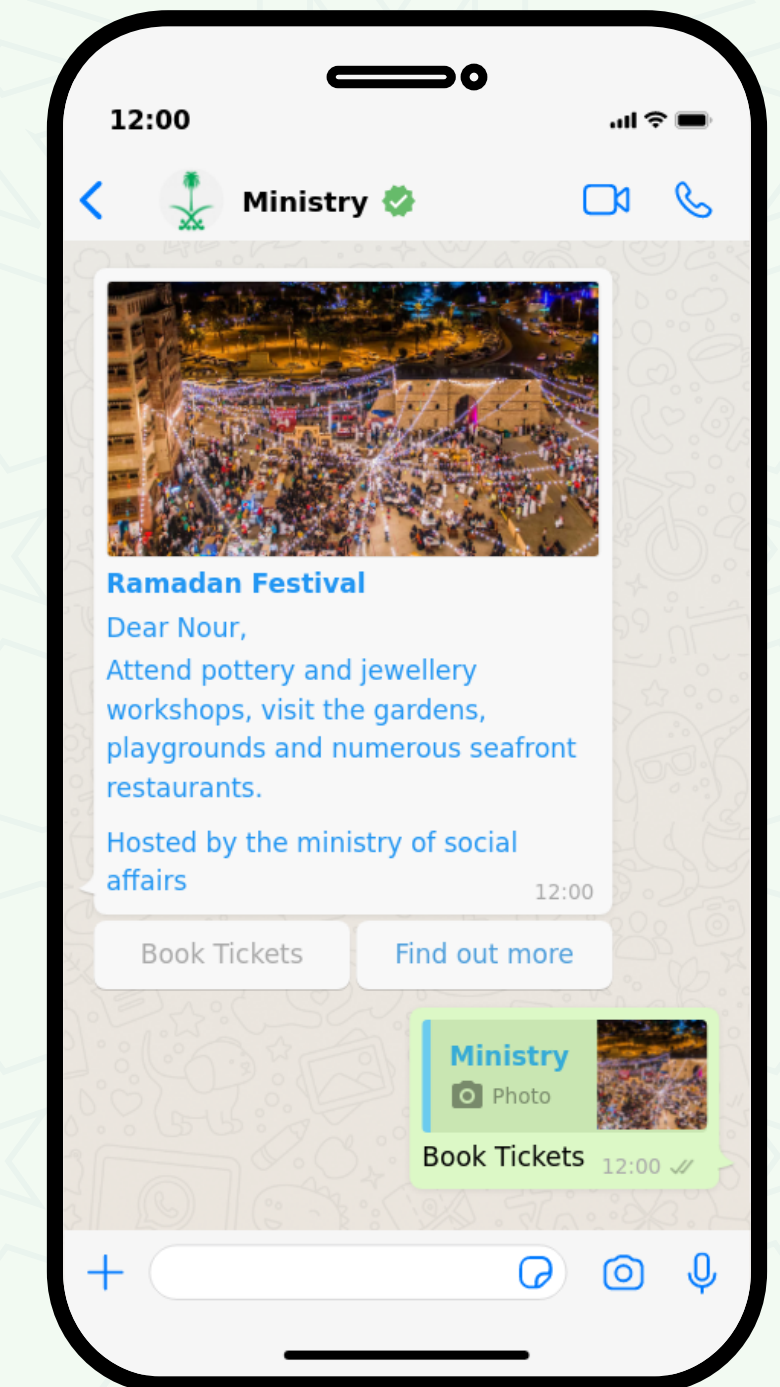 12:00
Ministry
Ramadan Festival
Dear Nour,
Attend pottery and jewellery
workshops, visit the gardens,
playgrounds and numerous seafront
restaurants.
Hosted by the ministry of social
affairs
12:00
Book Tickets
Find out more
Ministry
Photo
Book Tickets
12:00